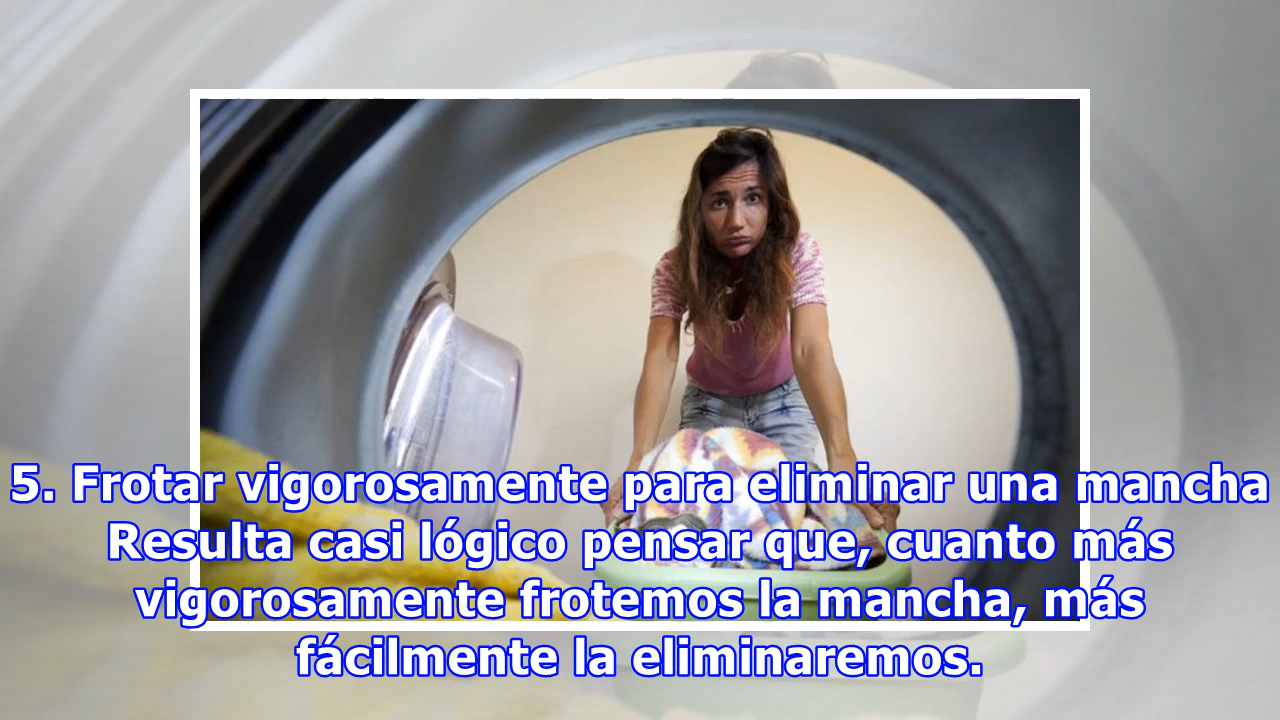 5. Frotar vigorosamente para eliminar una mancha
Resulta casi lógico pensar que, cuanto más
vigorosamente frotemos la mancha, más
fácilmente la eliminaremos.